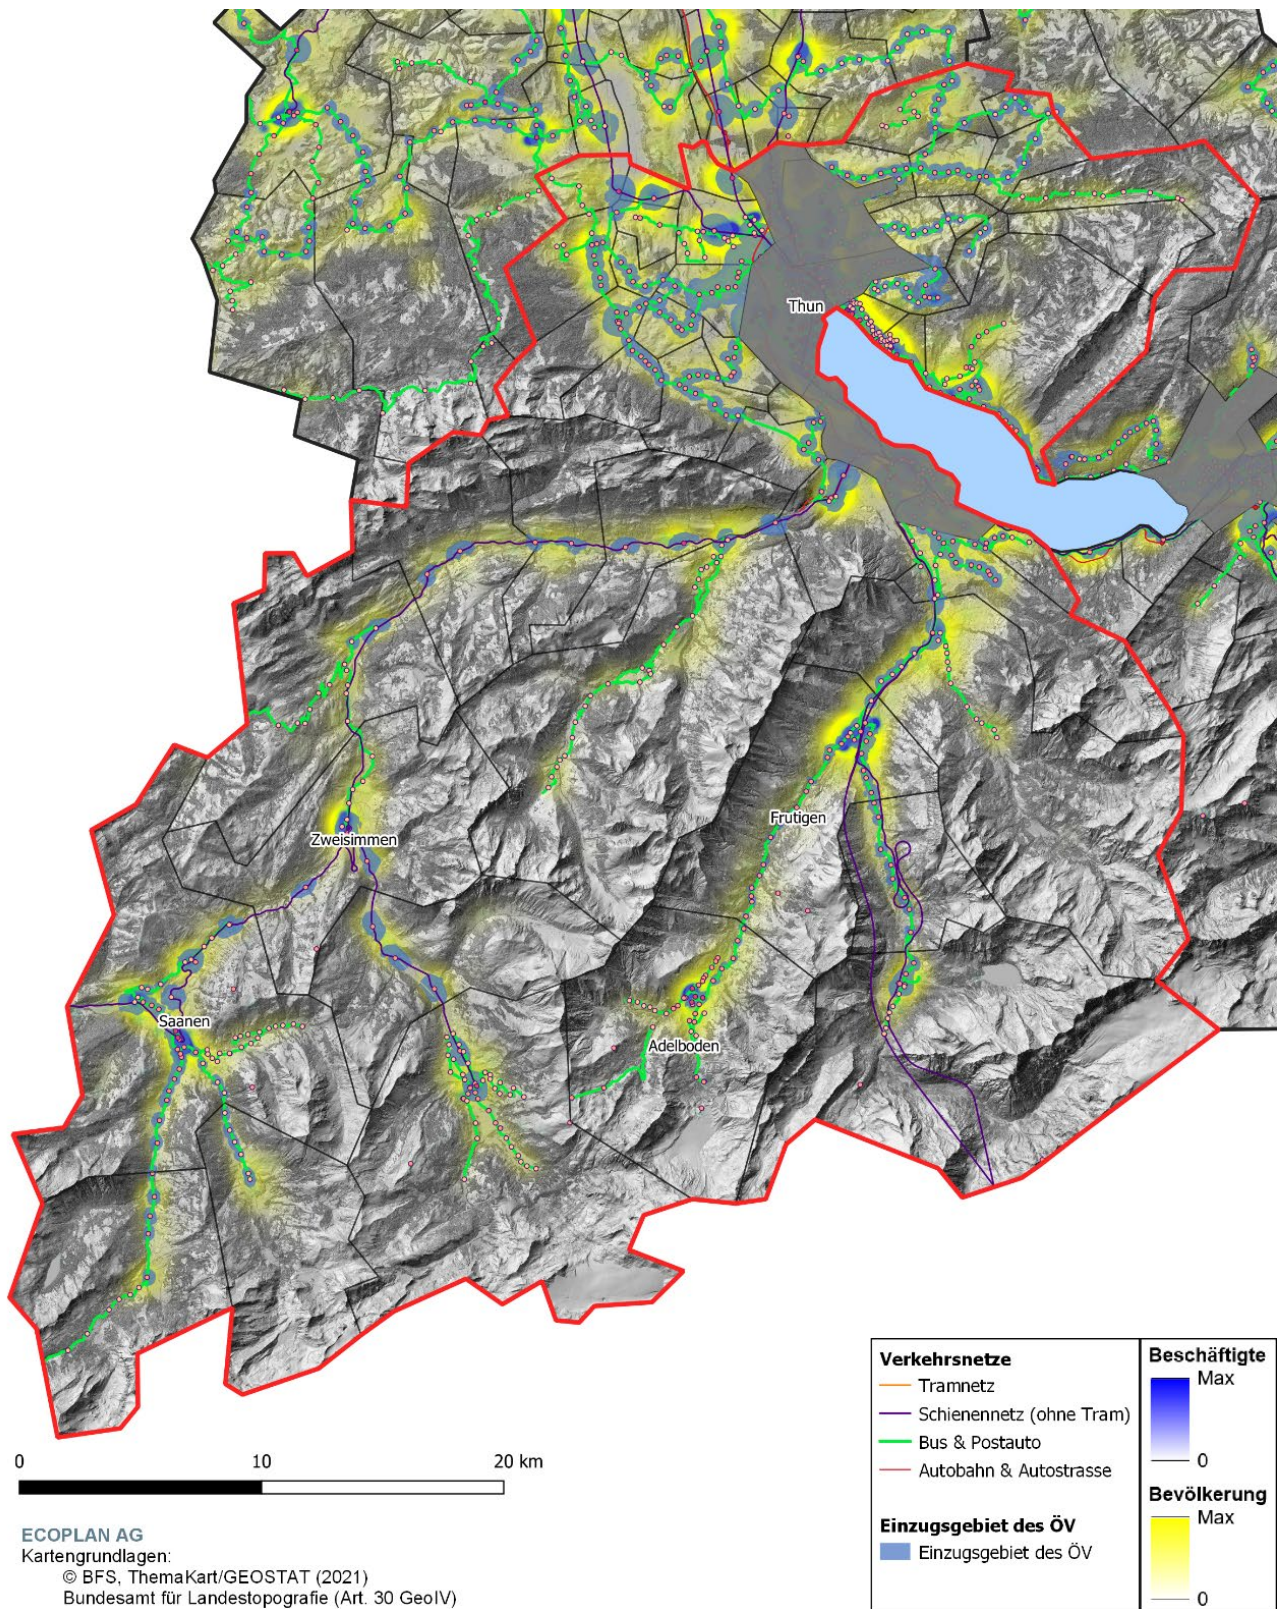 Thun
Zweisimmen
Frutigen
Saanen
Adelboden
Verkehrsnetze
Tramnetz
Schienennetz (ohne Tram)
Bus & Postauto
Autobahn & Autostrasse
Einzugsgebiet des ÖV
Einzugsgebiet des ÖV
Beschäftigte
Max
0
Bevölkerung
Max
0
0 10 20 km
ECOPLAN AG
Kartengrundlagen:
© BFS, ThemaKart/GEOSTAT (2021)
Bundesamt für Landestopografie (Art. 30 GeoIV)